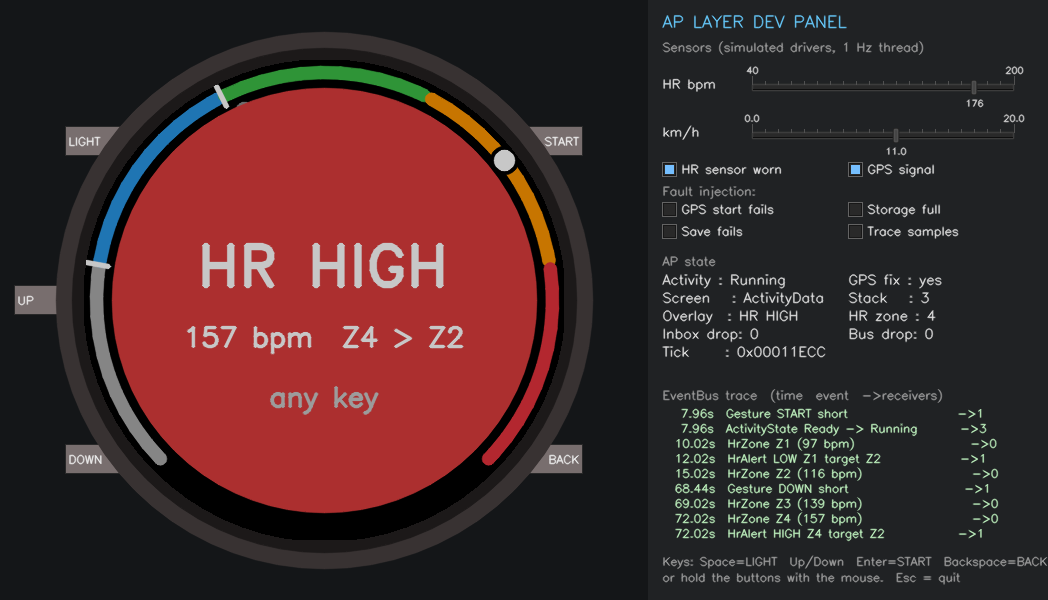 LIGHT
START
UP
DOWN
BACK
HR HIGH
157 bpm Z4 > Z2
any key
AP LAYER DEV PANEL
Sensors (simulated drivers, 1 Hz thread)
40 200
HR bpm
176
0.0 20.0
km/h
11.0
HR sensor worn GPS signal
Fault injection:
GPS start fails Storage full
Save fails Trace samples
AP state
Activity : Running GPS fix : yes
Screen : ActivityData Stack : 3
Overlay : HR HIGH HR zone : 4
Inbox drop: 0 Bus drop: 0
Tick : 0x00011ECC
EventBus trace (time event ->receivers)
7.96s Gesture START short ->1
7.96s ActivityState Ready -> Running ->3
10.02s HrZone Z1 (97 bpm) ->0
12.02s HrAlert LOW Z1 target Z2 ->1
15.02s HrZone Z2 (116 bpm) ->0
68.44s Gesture DOWN short ->1
69.02s HrZone Z3 (139 bpm) ->0
72.02s HrZone Z4 (157 bpm) ->0
72.02s HrAlert HIGH Z4 target Z2 ->1
Keys: Space=LIGHT Up/Down Enter=START Backspace=BACK
or hold the buttons with the mouse. Esc = quit